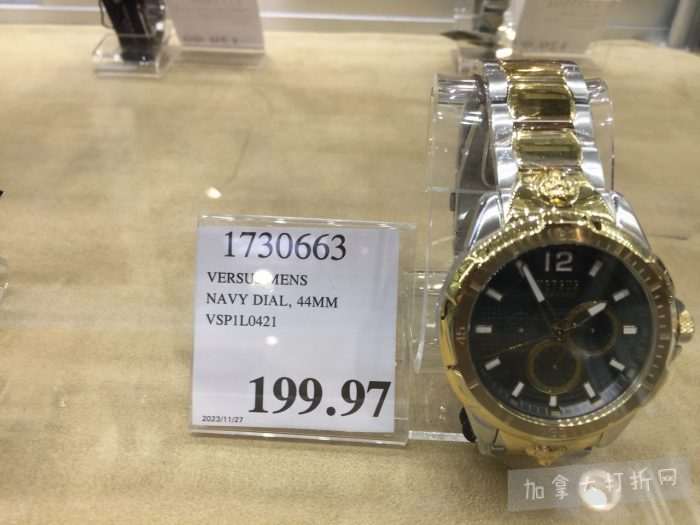 1730663
VERSUS MENS
NAVY DIAL, 44MM
VSP1L0421
199.97
2023/11/27
12
VERSUS
加拿大打折网